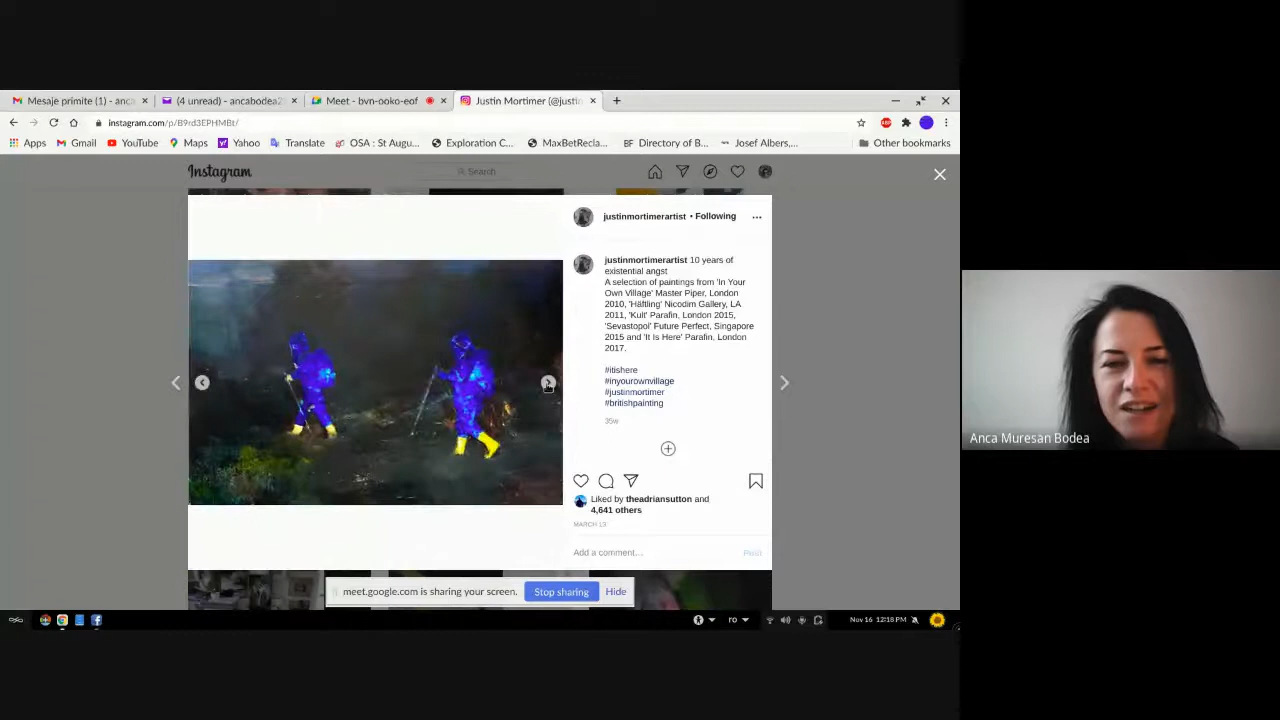 Mesaje primite (1) - anca
(4 unread) - ancabodea2
Meet - bvn-ooko-eof
Justin Mortimer (@justin
instagram.com/p/B9rd3EPHMBt/
Apps
Gmail
YouTube
Maps
Yahoo
Translate
OSA : St Augu...
Exploration C...
MaxBetRecla...
BF Directory of B...
Josef Albers,...
Other bookmarks
Instagram
Search
justinmortimerartist • Following
justinmortimerartist 10 years of
existential angst
A selection of paintings from 'In Your
Own Village' Master Piper, London
2010, 'Häftling' Nicodim Gallery, LA
2011, 'Kult' Parafin, London 2015,
'Sevastopol' Future Perfect, Singapore
2015 and 'It Is Here' Parafin, London
2017.
#itishere
#inyourownvillage
#justinmortimer
#britishpainting
35w
Liked by theadriansutton and
4,641 others
MARCH 13
Add a comment...
Post
meet.google.com is sharing your screen.
Stop sharing
Hide
ro
Nov 16 12:18 PM
Anca Muresan Bodea